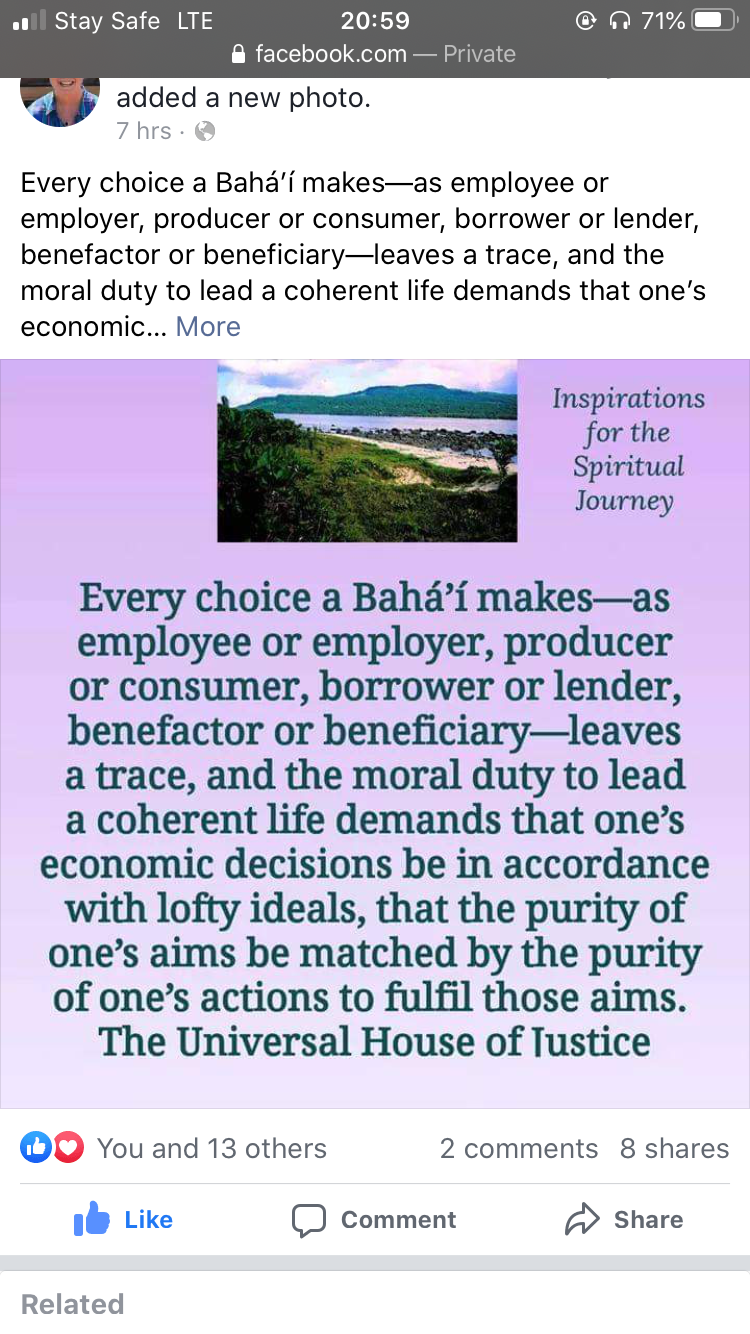 Stay Safe LTE 20:59 71%
facebook.com — Private
added a new photo.
7 hrs ·
Every choice a Bahá’í makes—as employee or
employer, producer or consumer, borrower or lender,
benefactor or beneficiary—leaves a trace, and the
moral duty to lead a coherent life demands that one’s
economic... More
Inspirations
for the
Spiritual
Journey
Every choice a Bahá’í makes—as
employee or employer, producer
or consumer, borrower or lender,
benefactor or beneficiary—leaves
a trace, and the moral duty to lead
a coherent life demands that one’s
economic decisions be in accordance
with lofty ideals, that the purity of
one’s aims be matched by the purity
of one’s actions to fulfil those aims.
The Universal House of Justice
You and 13 others 2 comments 8 shares
Like Comment Share
Related